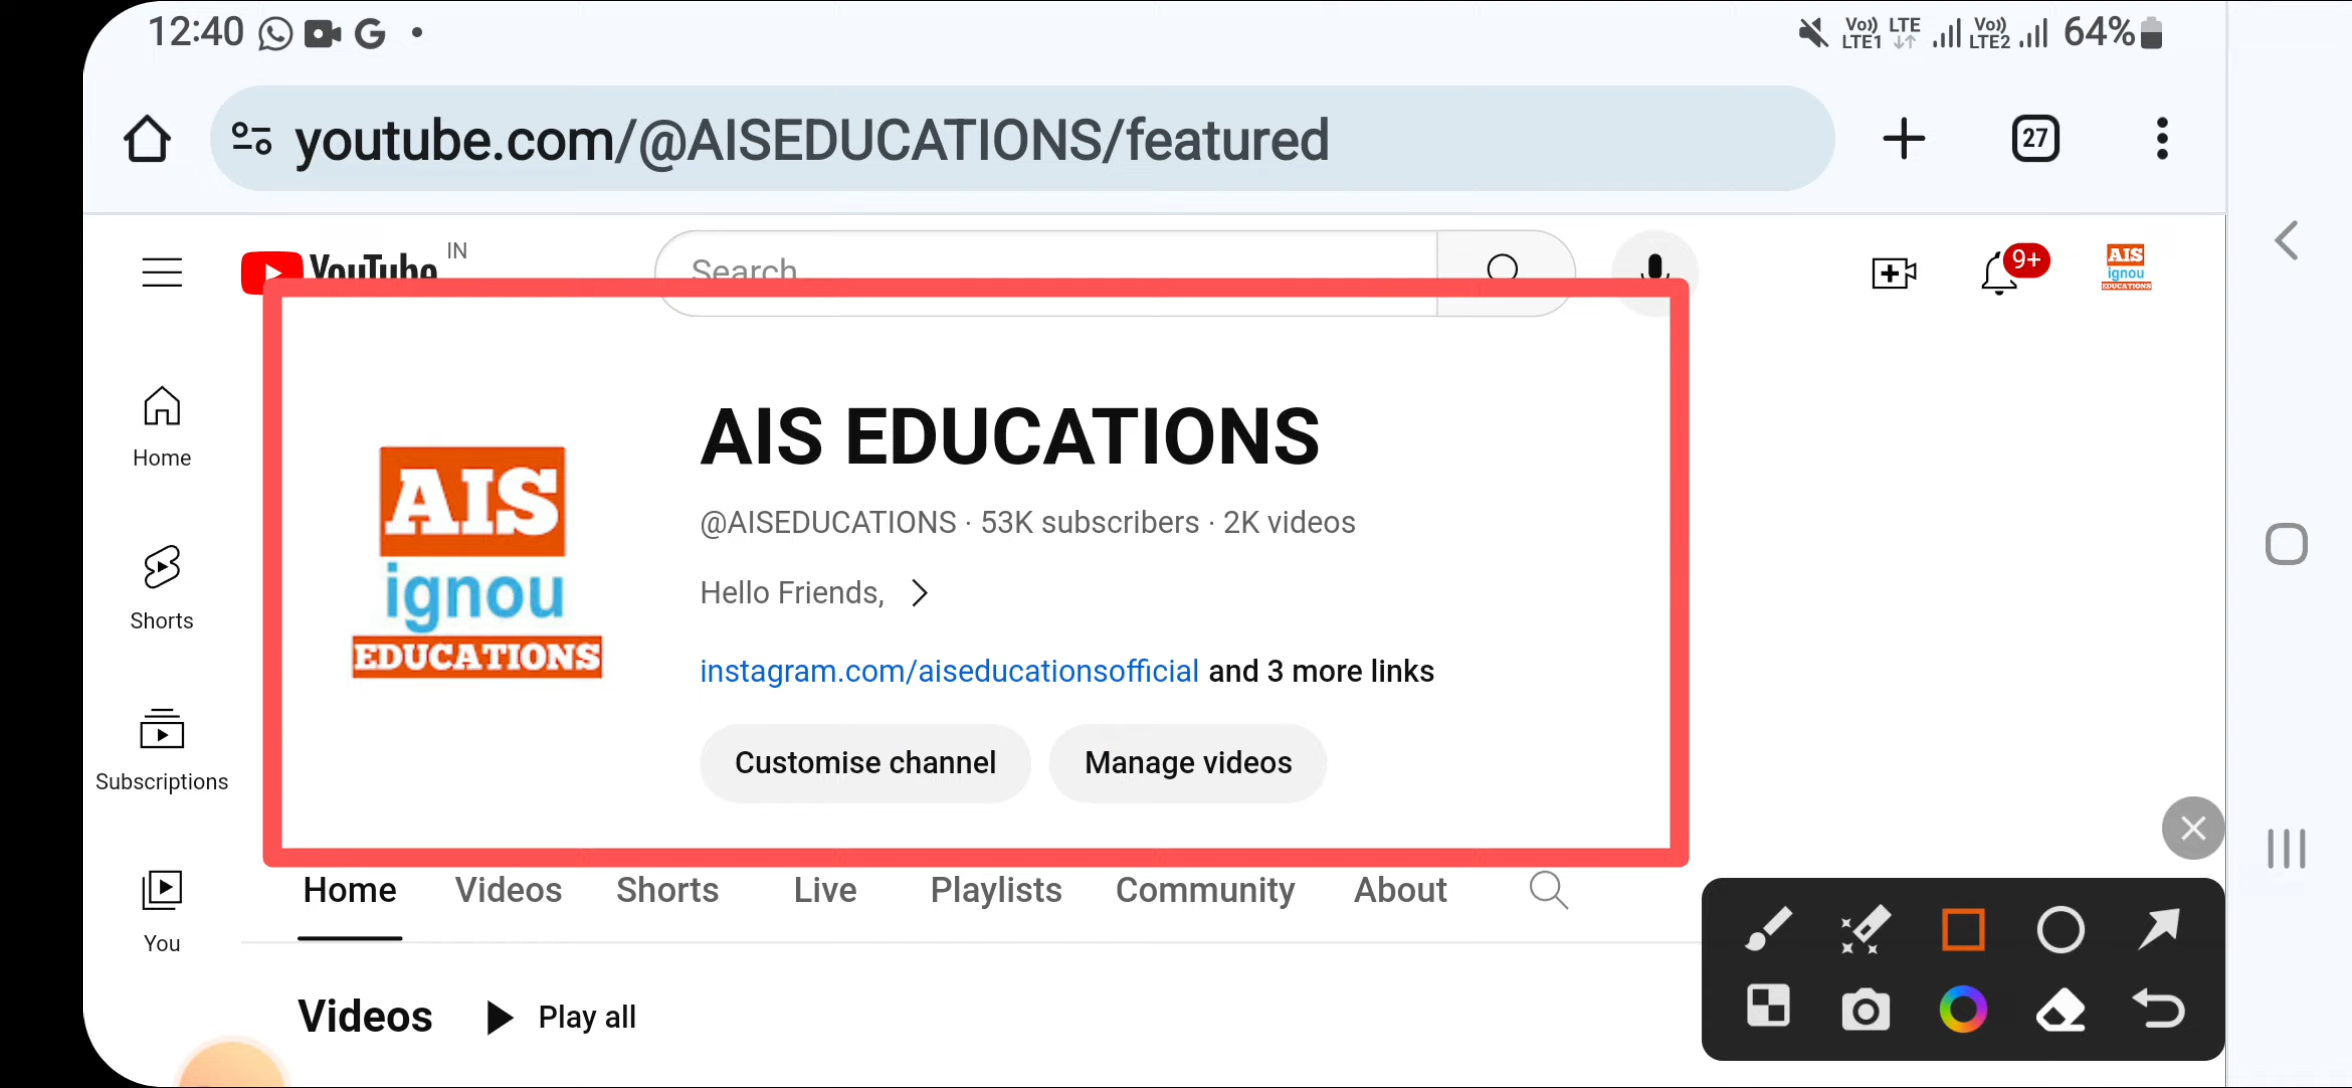 12:40
Vo)) LTE1 LTE Vo)) LTE2 64%
youtube.com/@AISEDUCATIONS/featured
27
YouTube IN
Search
9+
AIS
ignou
EDUCATIONS
Home
Shorts
Subscriptions
You
AIS
ignou
EDUCATIONS
AIS EDUCATIONS
@AISEDUCATIONS · 53K subscribers · 2K videos
Hello Friends,
instagram.com/aiseducationsofficial and 3 more links
Customise channel Manage videos
Home Videos Shorts Live Playlists Community About
Videos Play all